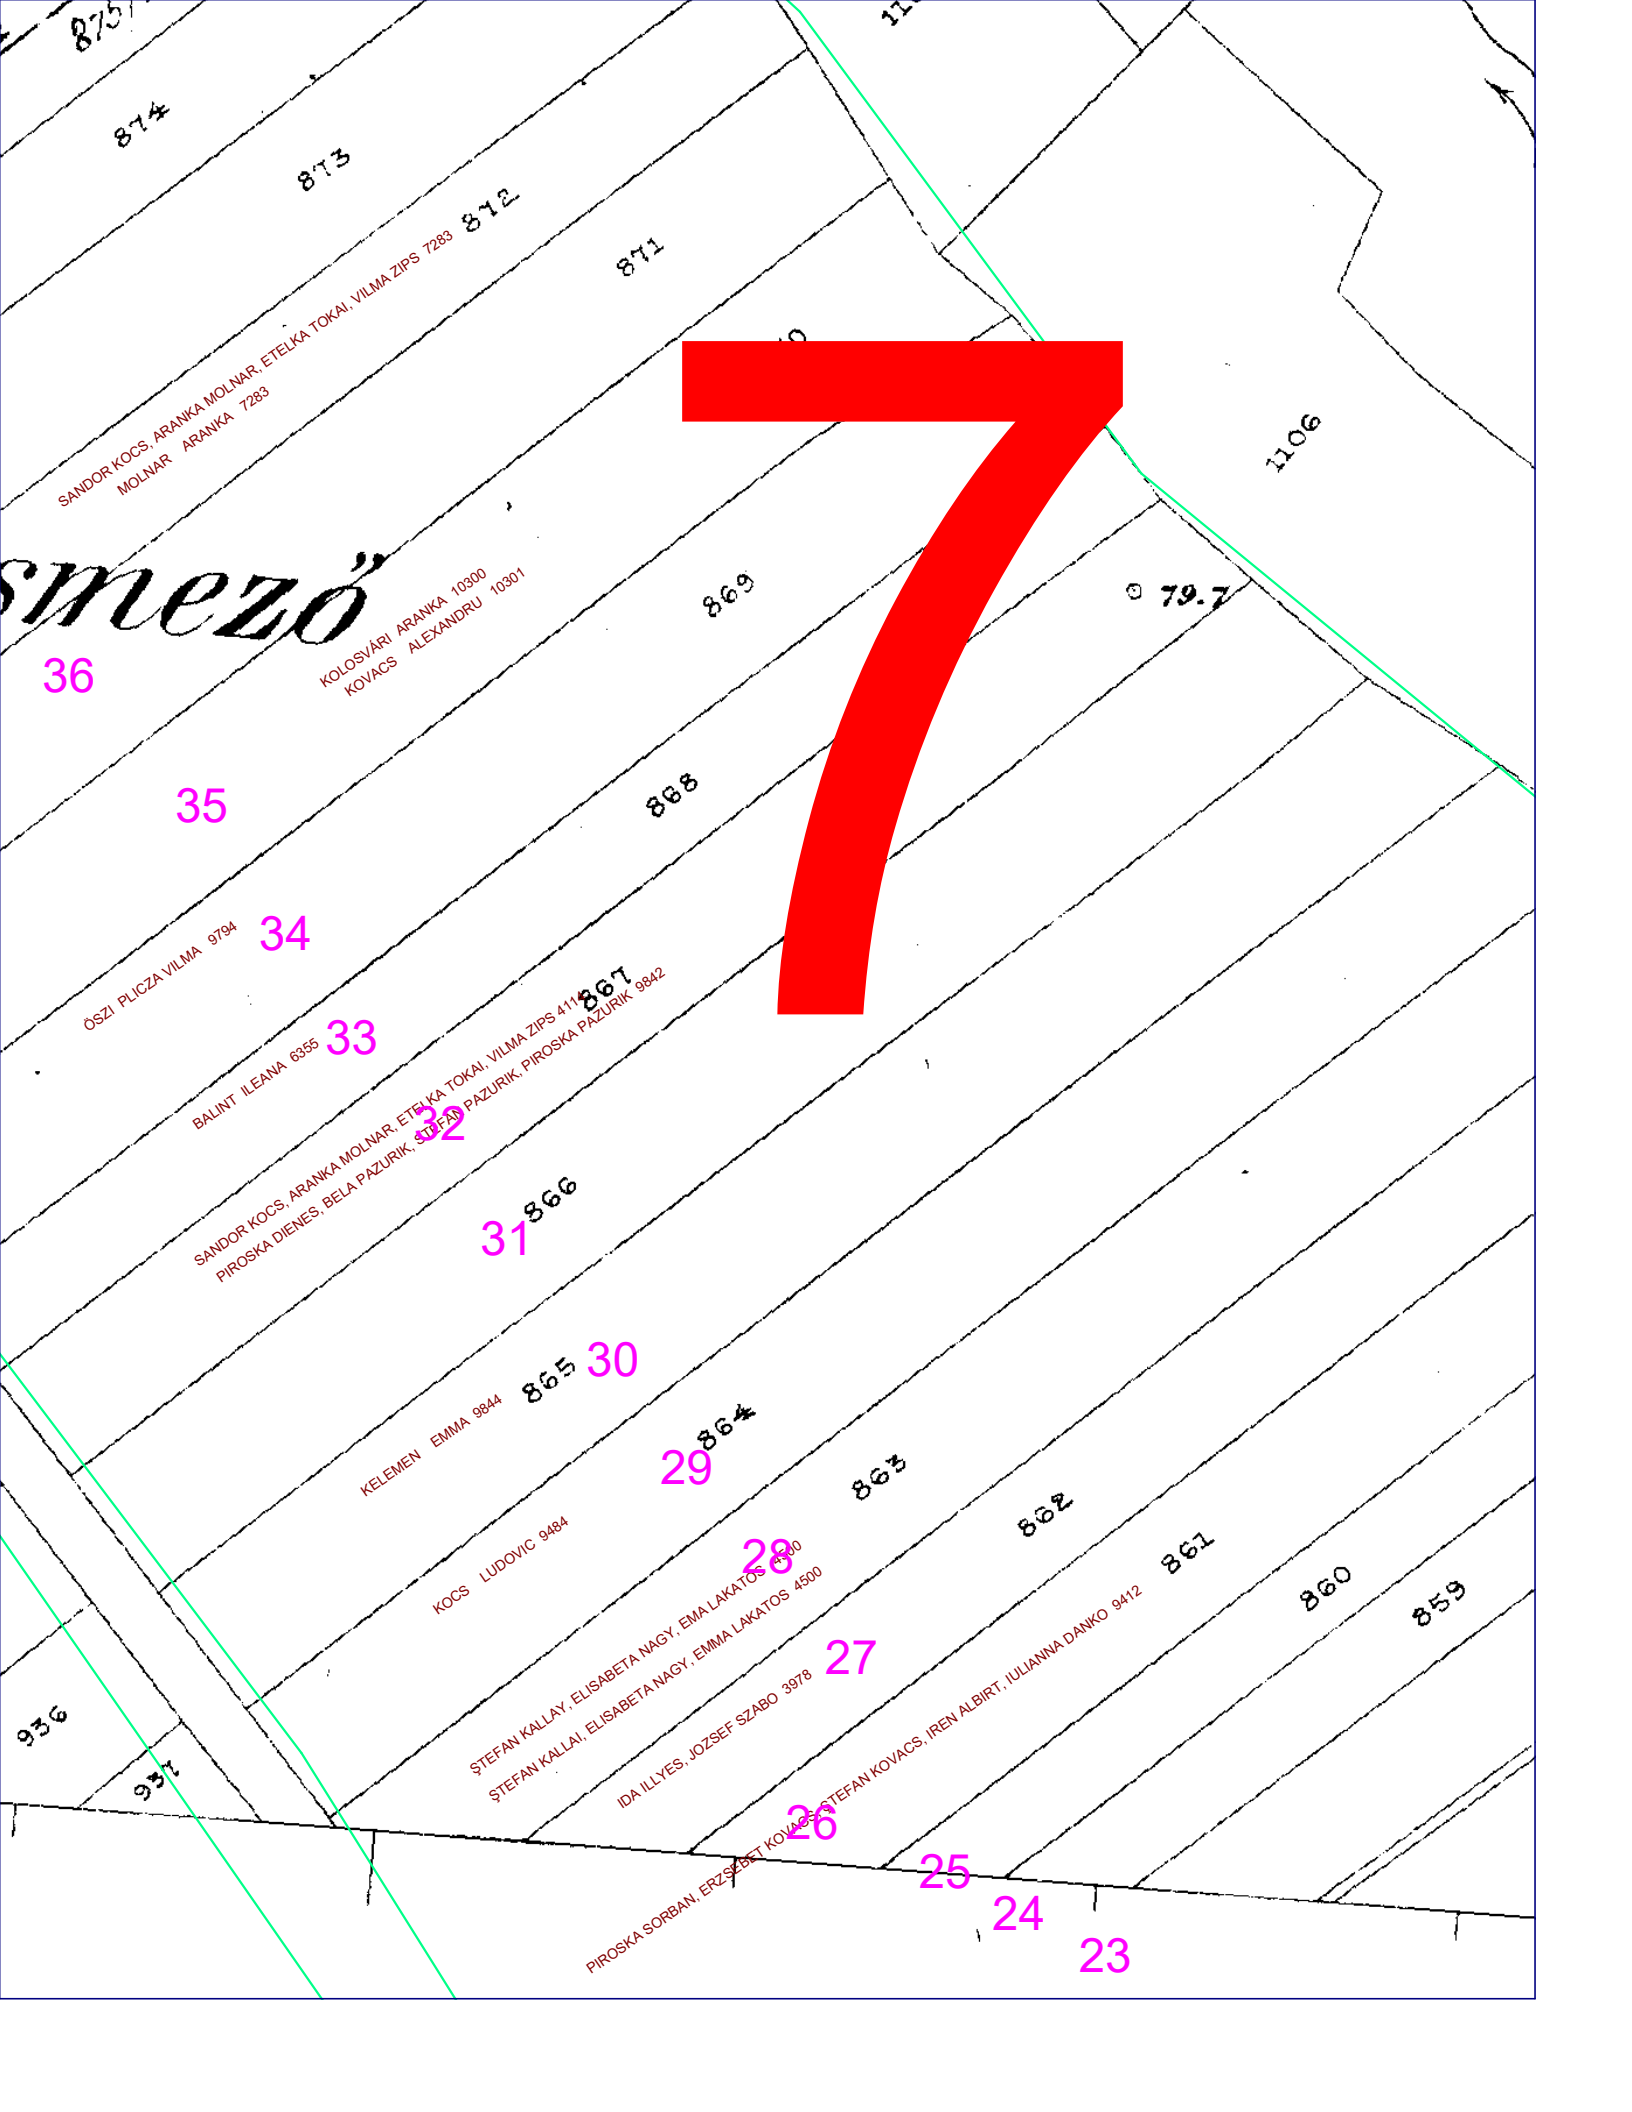 875/
874
873
872
871
SANDOR KOCS, ARANKA MOLNAR, ETELKA TOKAI, VILMA ZIPS 7283
MOLNAR ARANKA 7283
7
1106
smező
79.7
869
KOLOSVÁRI ARANKA 10300
KOVACS ALEXANDRU 10301
36
35
868
34
ÖSZI PLICZA VILMA 9794
867
33
BALINT ILEANA 6355
SANDOR KOCS, ARANKA MOLNAR, ETELKA TOKAI, VILMA ZIPS
PIROSKA DIENES, BELA PAZURIK, STEFAN PAZURIK, PIROSKA PAZURIK 9842
32
866
31
865
30
KELEMEN EMMA 9844
864
29
863
KOCS LUDOVIC 9484
862
28
ŞTEFAN KALLAY, ELISABETA NAGY, EMA LAKATOS 4500
ŞTEFAN KALLAI, ELISABETA NAGY, EMMA LAKATOS 4500
861
860
859
27
IDA ILLYES, JOZSEF SZABO 3978
PIROSKA SORBAN, ERZSEBET KOVACS, ŞTEFAN KOVACS, IREN ALBIRT, IULIANNA DANKO 9412
936
937
26
25
24
23